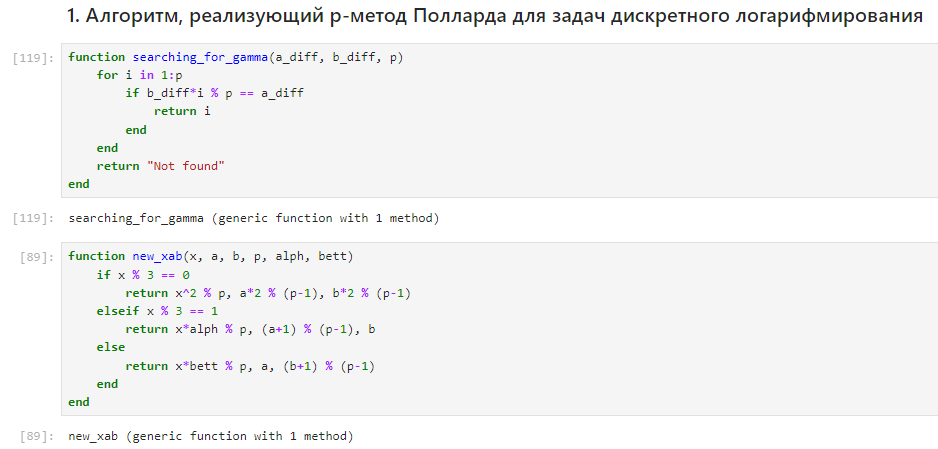 1. Алгоритм, реализующий р-метод Полларда для задач дискретного логарифмирования
[119]: function searching_for_gamma(a_diff, b_diff, p)
    for i in 1:p
        if b_diff*i % p == a_diff
            return i
        end
    end
    return "Not found"
end
[119]: searching_for_gamma (generic function with 1 method)
[89]: function new_xab(x, a, b, p, alph, bett)
    if x % 3 == 0
        return x^2 % p, a*2 % (p-1), b*2 % (p-1)
    elseif x % 3 == 1
        return x*alph % p, (a+1) % (p-1), b
    else
        return x*bett % p, a, (b+1) % (p-1)
    end
end
[89]: new_xab (generic function with 1 method)